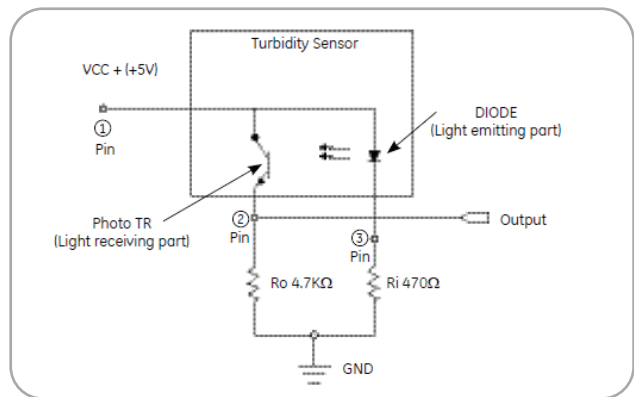 Turbidity Sensor
VCC + (+5V)
①
Pin
DIODE
(Light emitting part)
Photo TR
(Light receiving part)
②
Pin
Output
③
Pin
Ro 4.7KΩ
Ri 470Ω
GND